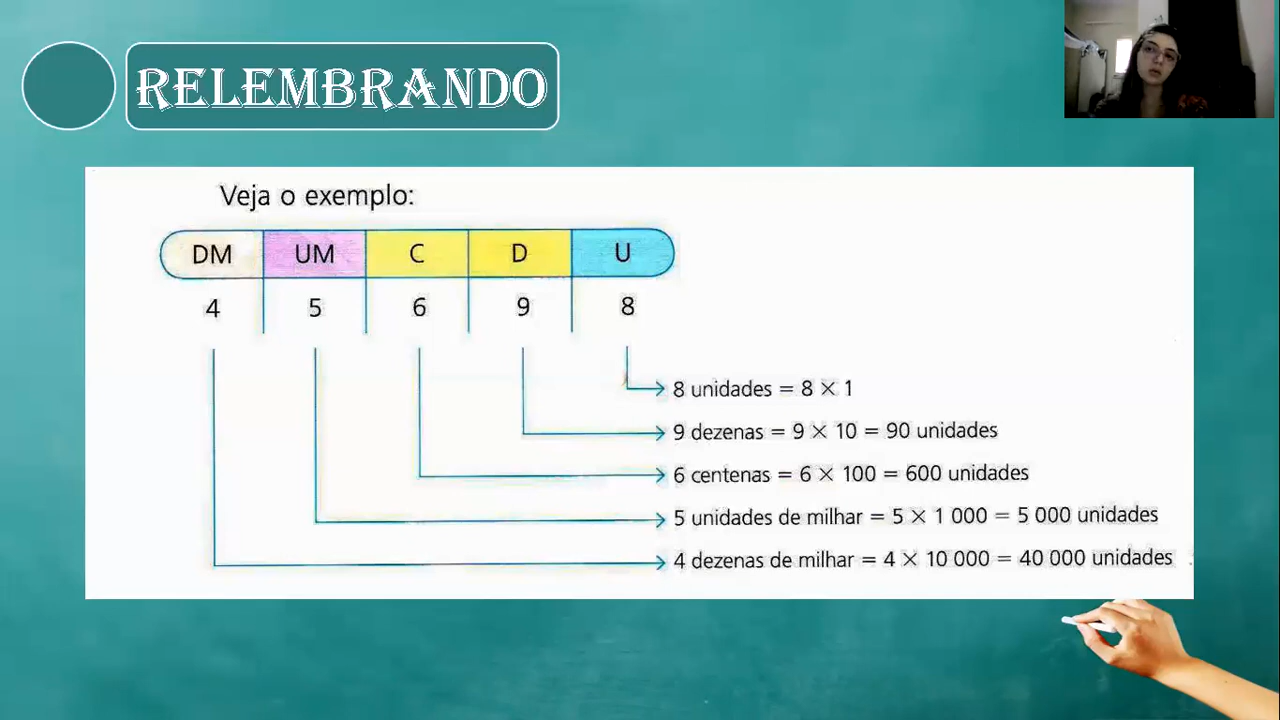 RELEMBRANDO
Veja o exemplo:
DM UM C D U
4 5 6 9 8
8 unidades = 8 × 1
9 dezenas = 9 × 10 = 90 unidades
6 centenas = 6 × 100 = 600 unidades
5 unidades de milhar = 5 × 1 000 = 5 000 unidades
4 dezenas de milhar = 4 × 10 000 = 40 000 unidades